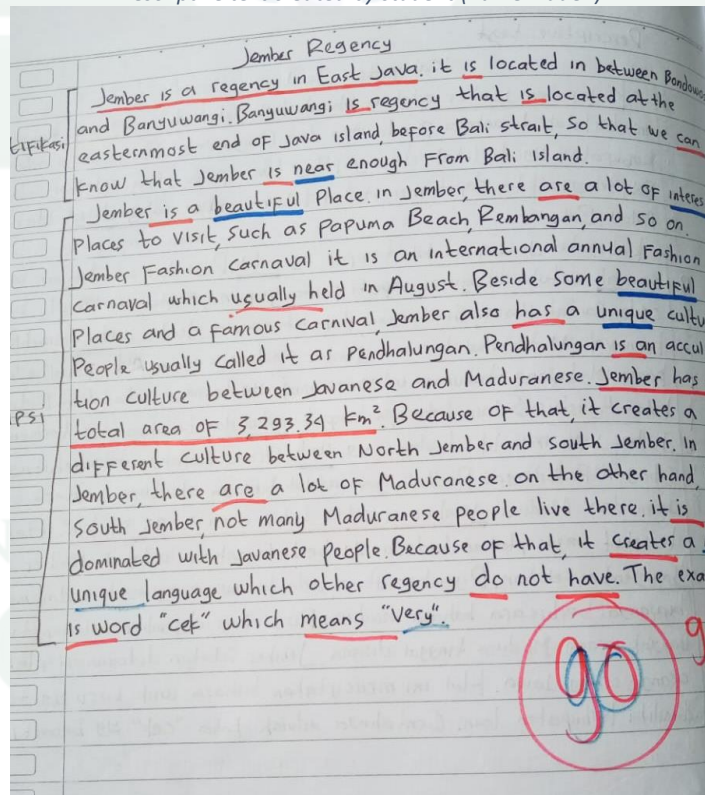 Jember Regency
Jember is a regency in East Java. it is located in between
and Banyuwangi. Banyuwangi is regency that is located at the
easternmost end of Java island, before Bali strait, so that we can
know that Jember is near enough From Bali island.
Jember is a beautiful Place. in Jember, there are a lot of interes
Places to visit, such as Papuma Beach, Rembangan, and so on.
Jember Fashion carnaval it is an international annual Fashion
carnaval which usually held in August. Beside some beautiful
Places and a famous carnival, Jember also has a unique cultu
People usually called it as Pendhalungan. Pendhalungan is an accul
tion culture between Javanese and Maduranese. Jember has
total area of 3,293.34 km². Because of that, it creates a
different culture between North Jember and south Jember. In
Jember, there are a lot of Maduranese. on the other hand,
south Jember, not many Maduranese people live there. it is
dominated with Javanese people. Because of that, it creates a
unique language which other regency do not have. The exa
is word "cek" which means "very".
tifikasi
psi
90